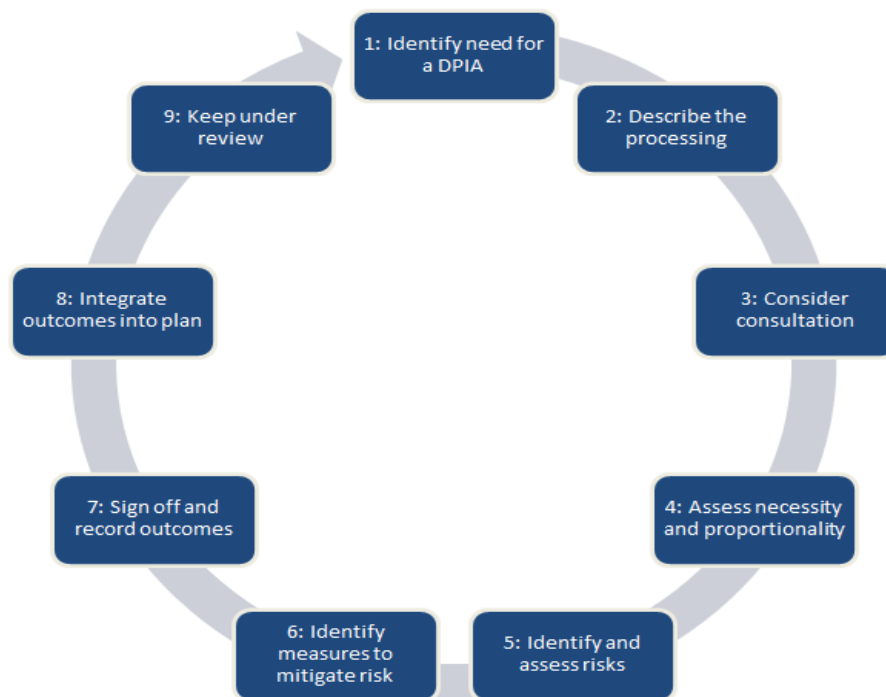 1: Identify need for
a DPIA
2: Describe the
processing
3: Consider
consultation
4: Assess necessity
and proportionality
5: Identify and
assess risks
6: Identify
measures to
mitigate risk
7: Sign off and
record outcomes
8: Integrate
outcomes into plan
9: Keep under
review